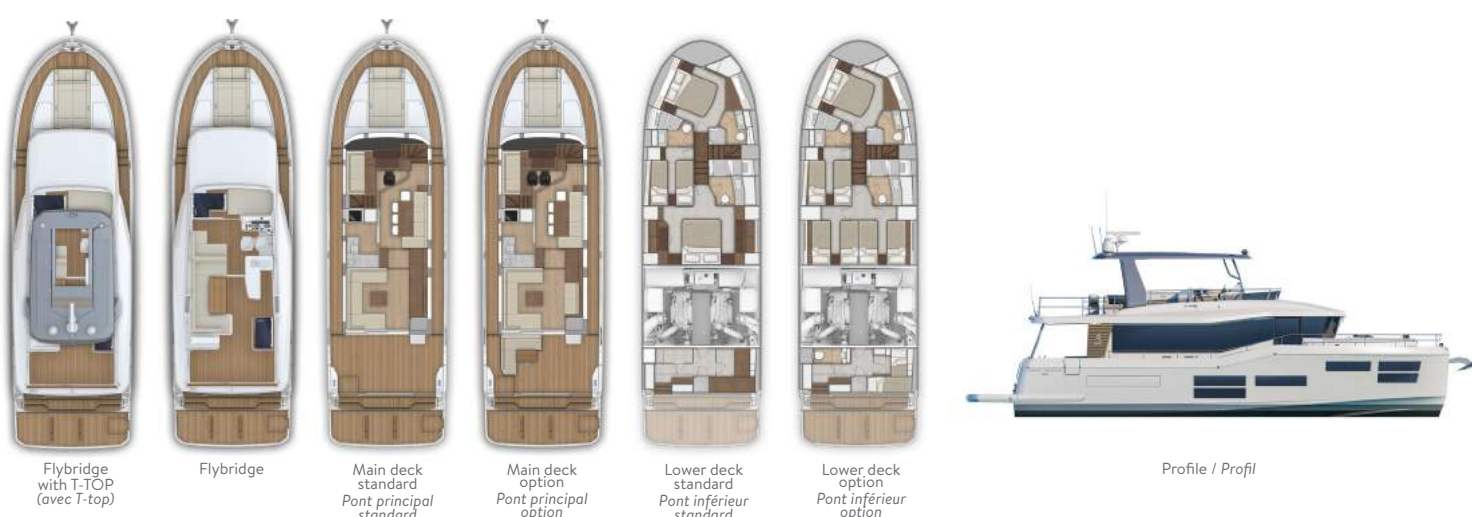 Flybridge
with T-TOP
(avec T-top)
Flybridge
Main deck
standard
Pont principal
standard
Main deck
option
Pont principal
option
Lower deck
standard
Pont inférieur
standard
Lower deck
option
Pont inférieur
option
Profile / Profil